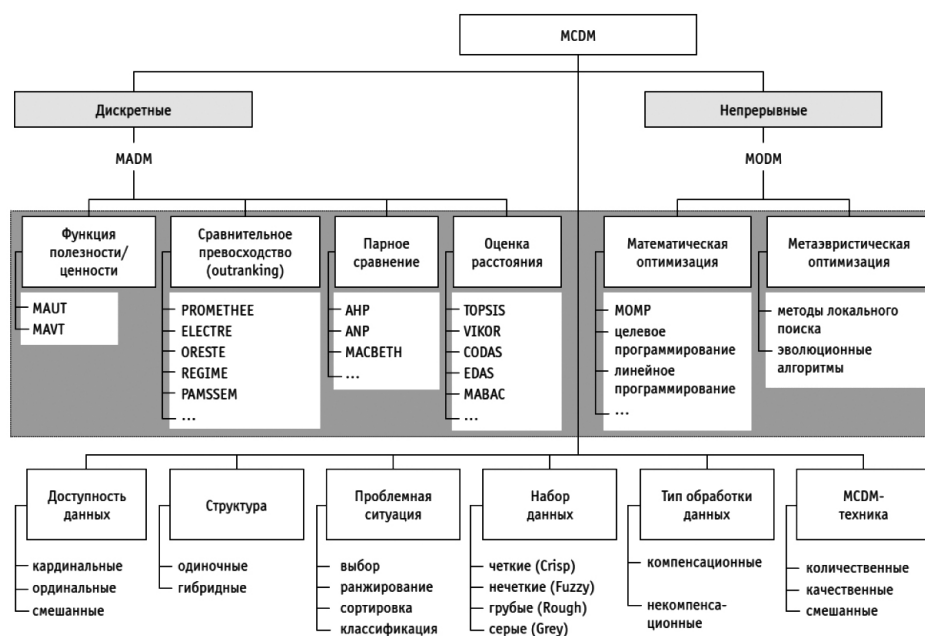 MCDM
Дискретные
Непрерывные
MADM
MODM
Функция
полезности/
ценности
MAUT
MAVT
Сравнительное
превосходство
(outranking)
PROMETHEE
ELECTRE
ORESTE
REGIME
PAMSSEM
...
Парное
сравнение
AHP
ANP
MACBETH
...
Оценка
расстояния
TOPSIS
VIKOR
CODAS
EDAS
MABAC
...
Математическая
оптимизация
MOMP
целевое
программирование
линейное
программирование
...
Метаэвристическая
оптимизация
методы локального
поиска
эволюционные
алгоритмы
Доступность
данных
кардинальные
ординальные
смешанные
Структура
одиночные
гибридные
Проблемная
ситуация
выбор
ранжирование
сортировка
классификация
Набор
данных
четкие (Crisp)
нечеткие (Fuzzy)
грубые (Rough)
серые (Grey)
Тип обработки
данных
компенсационные
некомпенса-
ционные
MCDM-
техника
количественные
качественные
смешанные